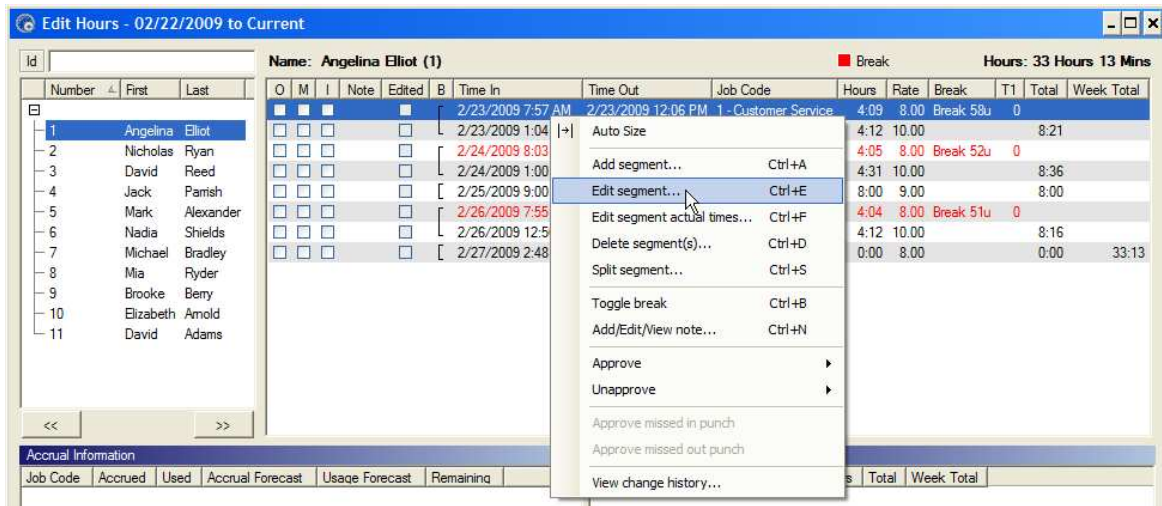 Edit Hours - 02/22/2009 to Current
Id Name: Angelina Elliot (1) Break Hours: 33 Hours 13 Mins
Number First Last O M I Note Edited B Time In Time Out Job Code Hours Rate Break T1 Total Week Total
2/23/2009 7:57 AM 2/23/2009 12:06 PM 1 - Customer Service 4:09 8.00 Break 58u 0
1 Angelina Elliot 2/23/2009 1:04 4:12 10.00 8:21
2 Nicholas Ryan 2/24/2009 8:03 4:05 8.00 Break 52u 0
3 David Reed 2/24/2009 1:00 4:31 10.00 8:36
4 Jack Parrish 2/25/2009 9:00 8:00 9.00 8:00
5 Mark Alexander 2/26/2009 7:55 4:04 8.00 Break 51u 0
6 Nadia Shields 2/26/2009 12:5 4:12 10.00 8:16
7 Michael Bradley 2/27/2009 2:48 0:00 8.00 0:00 33:13
8 Mia Ryder
9 Brooke Berry
10 Elizabeth Arnold
11 David Adams
Auto Size
Add segment... Ctrl+A
Edit segment... Ctrl+E
Edit segment actual times... Ctrl+F
Delete segment(s)... Ctrl+D
Split segment... Ctrl+S
Toggle break Ctrl+B
Add/Edit/View note... Ctrl+N
Approve
Unapprove
Approve missed in punch
Approve missed out punch
View change history...
<< >>
Accrual Information
Job Code Accrued Used Accrual Forecast Usage Forecast Remaining s Total Week Total